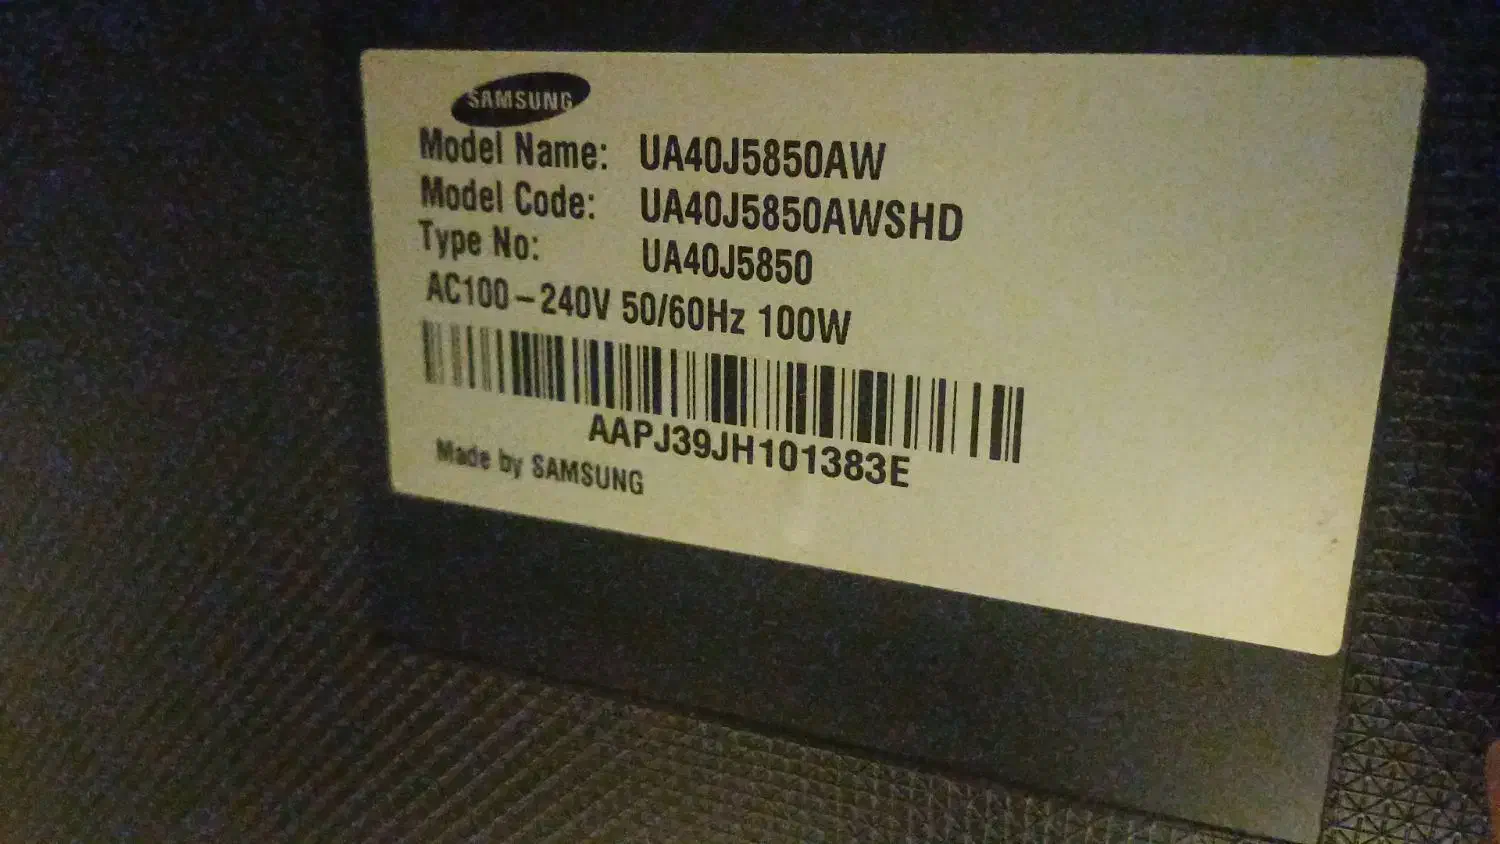 SAMSUNG
Model Name: UA40J5850AW
Model Code: UA40J5850AWSHD
Type No: UA40J5850
AC100-240V 50/60Hz 100W
AAPJ39JH101383E
Made by SAMSUNG